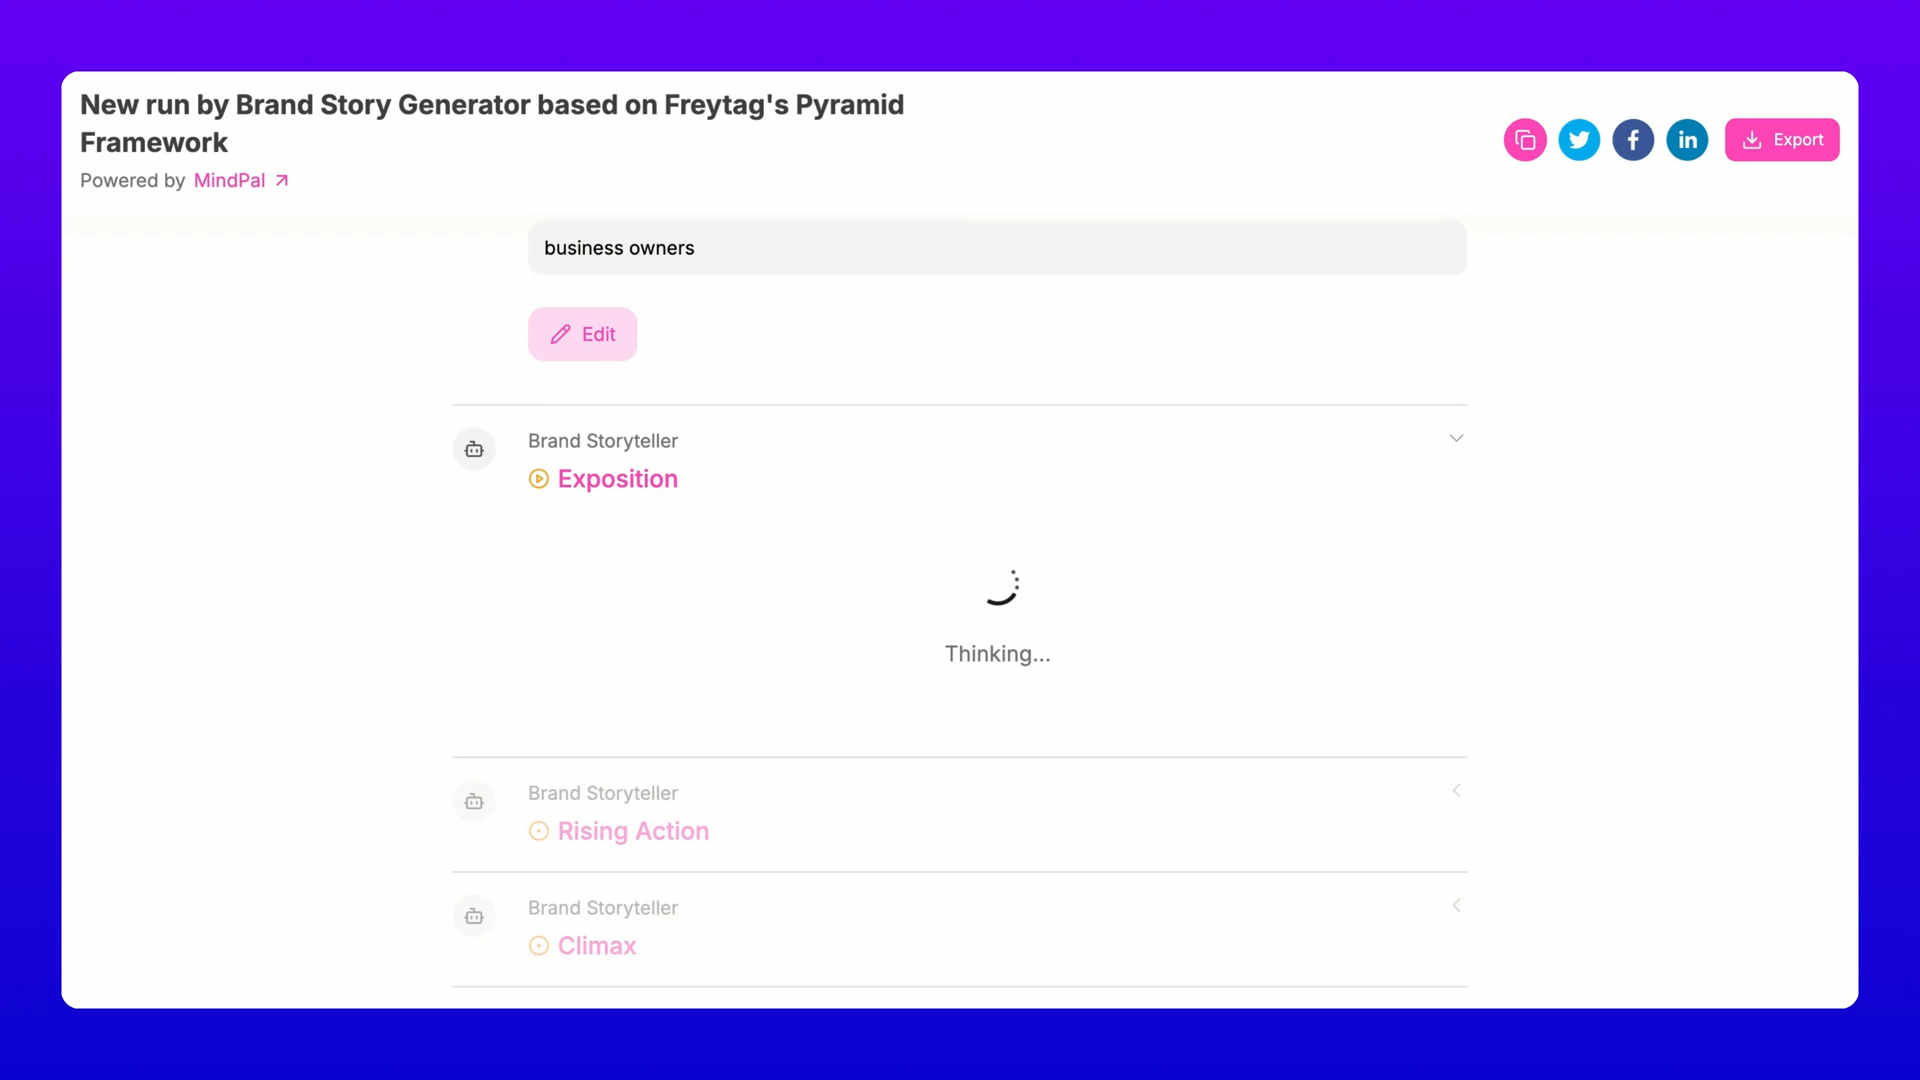 New run by Brand Story Generator based on Freytag's Pyramid
Framework
Powered by MindPal
Export
business owners
Edit
Brand Storyteller
Exposition
Thinking...
Brand Storyteller
Rising Action
Brand Storyteller
Climax